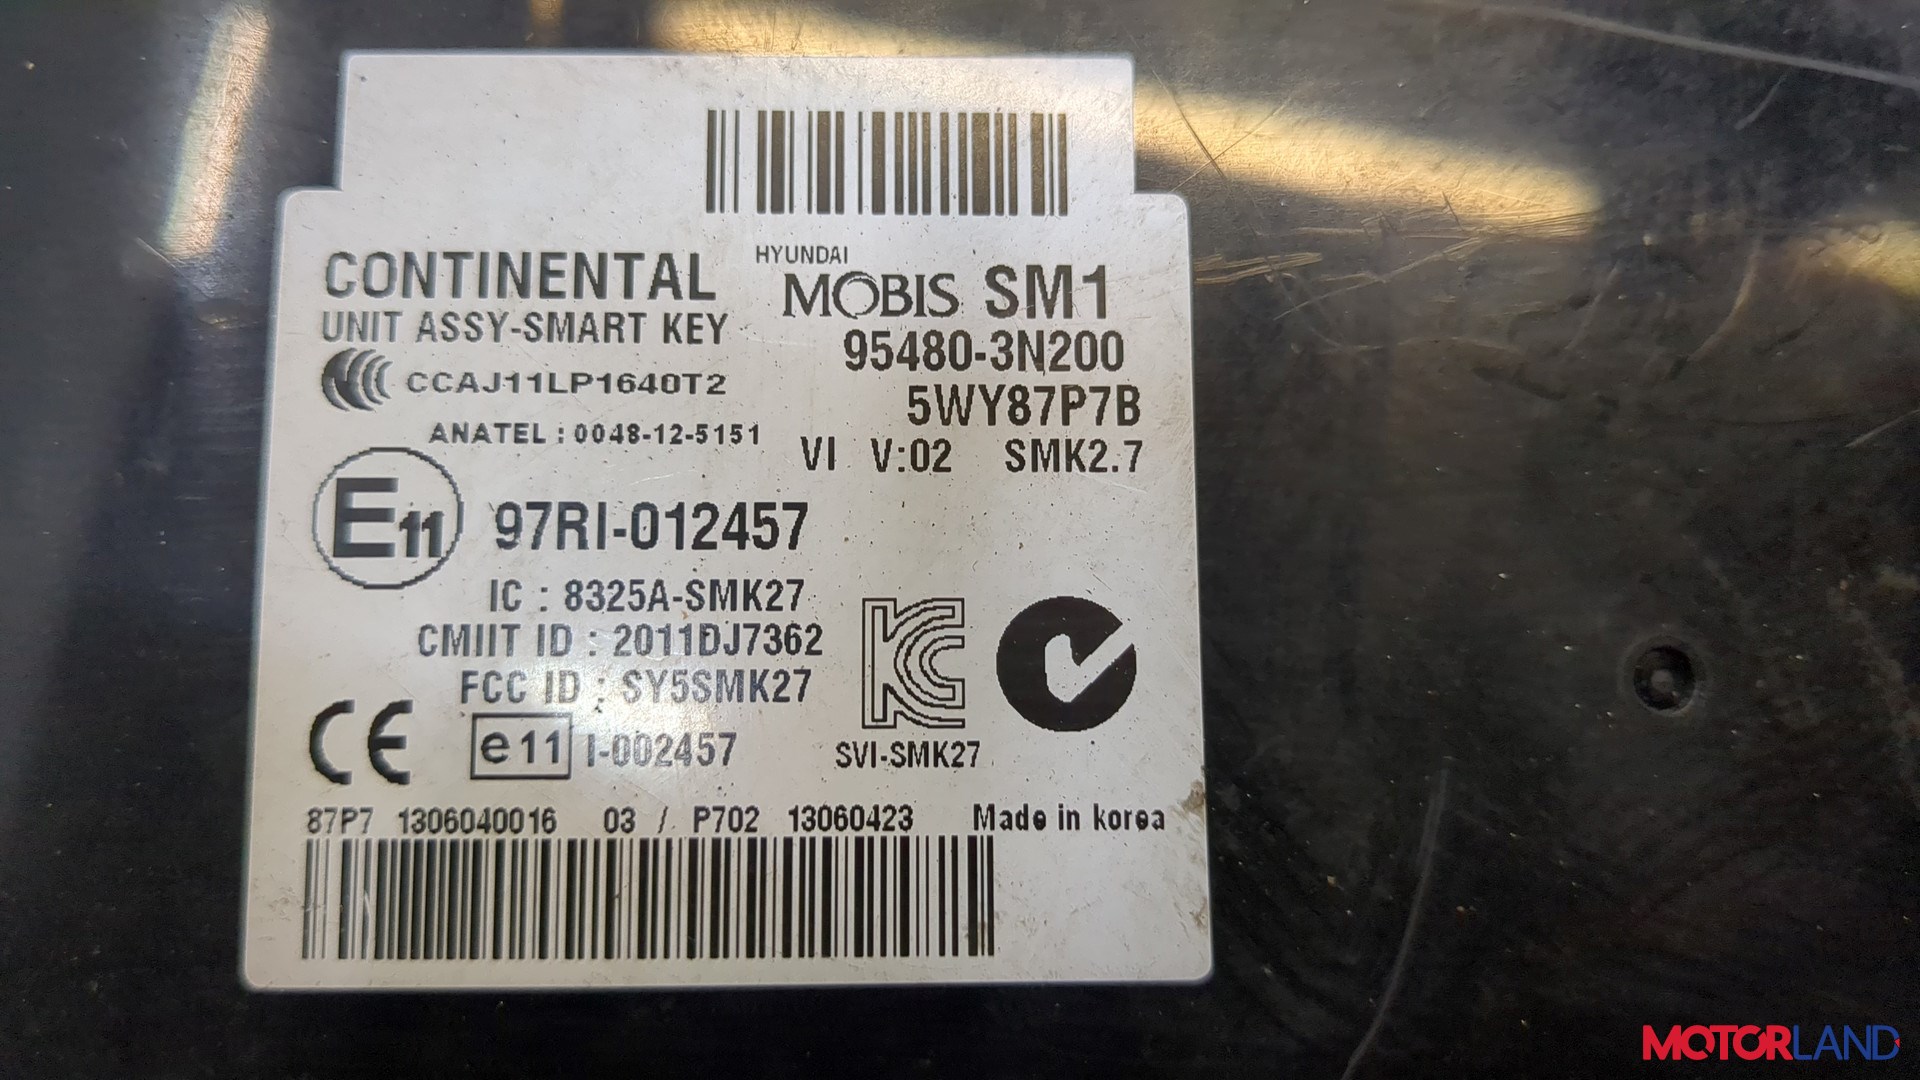 HYUNDAI
CONTINENTAL
MOBIS SM1
UNIT ASSY-SMART KEY
95480-3N200
CCAJ11LP1640T2
5WY87P7B
ANATEL : 0048-12-5151
VI V:02 SMK2.7
E11 97RI-012457
IC : 8325A-SMK27
CMIIT ID : 2011DJ7362
FCC ID : SY5SMK27
CE e11 I-002457
KC
SVI-SMK27
87P7 1306040016 03 / P702 13060423 Made in korea
MOTORLAND